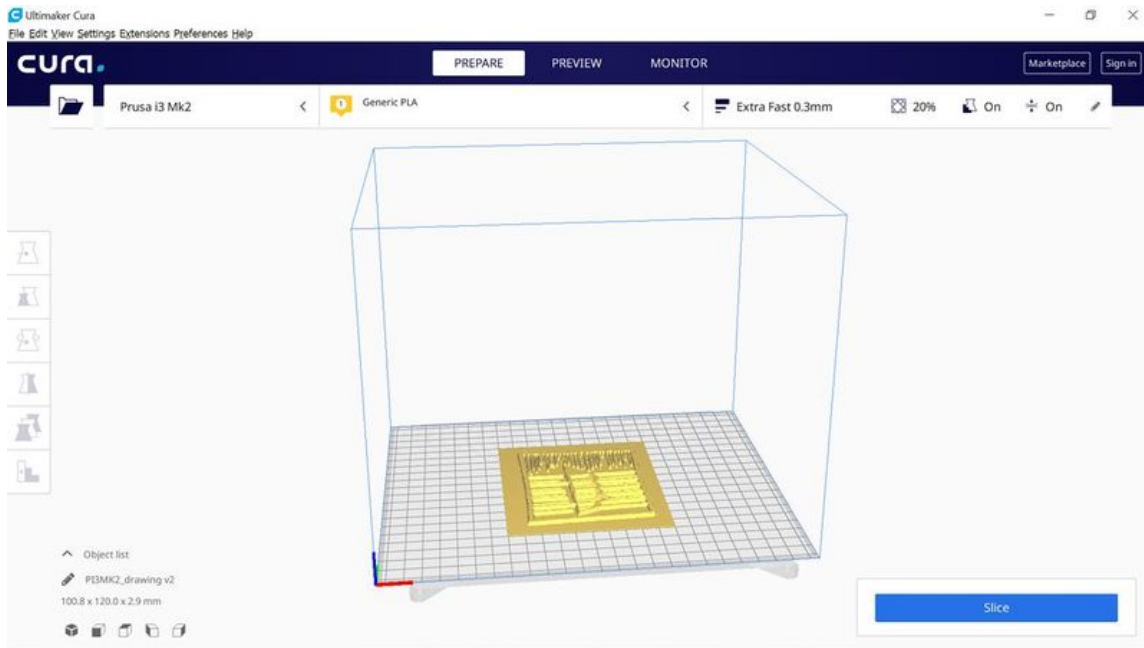 Ultimaker Cura
File Edit View Settings Extensions Preferences Help
cura.
PREPARE PREVIEW MONITOR
Marketplace Sign in
Prusa i3 Mk2
1 Generic PLA
Extra Fast 0.3mm 20% On On
Object list
PI3MK2_drawing v2
100.8 x 120.0 x 2.9 mm
Slice